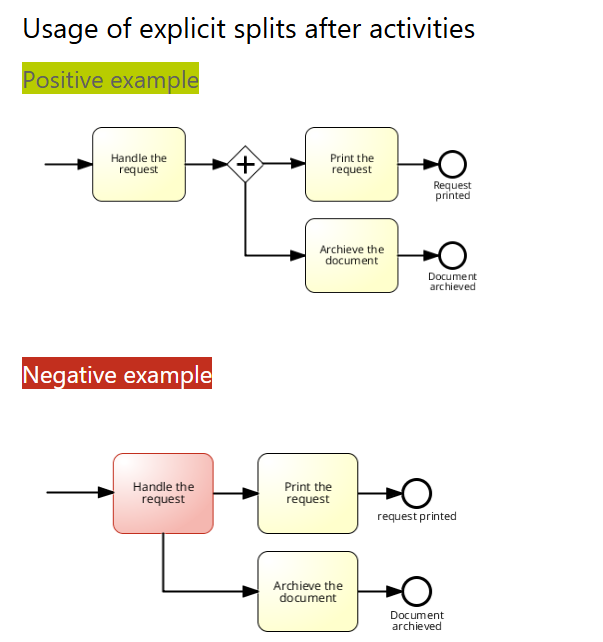 Usage of explicit splits after activities
Positive example
Handle the
request
Print the
request
Request
printed
Archieve the
document
Document
archieved
Negative example
Handle the
request
Print the
request
request printed
Archieve the
document
Document
archieved